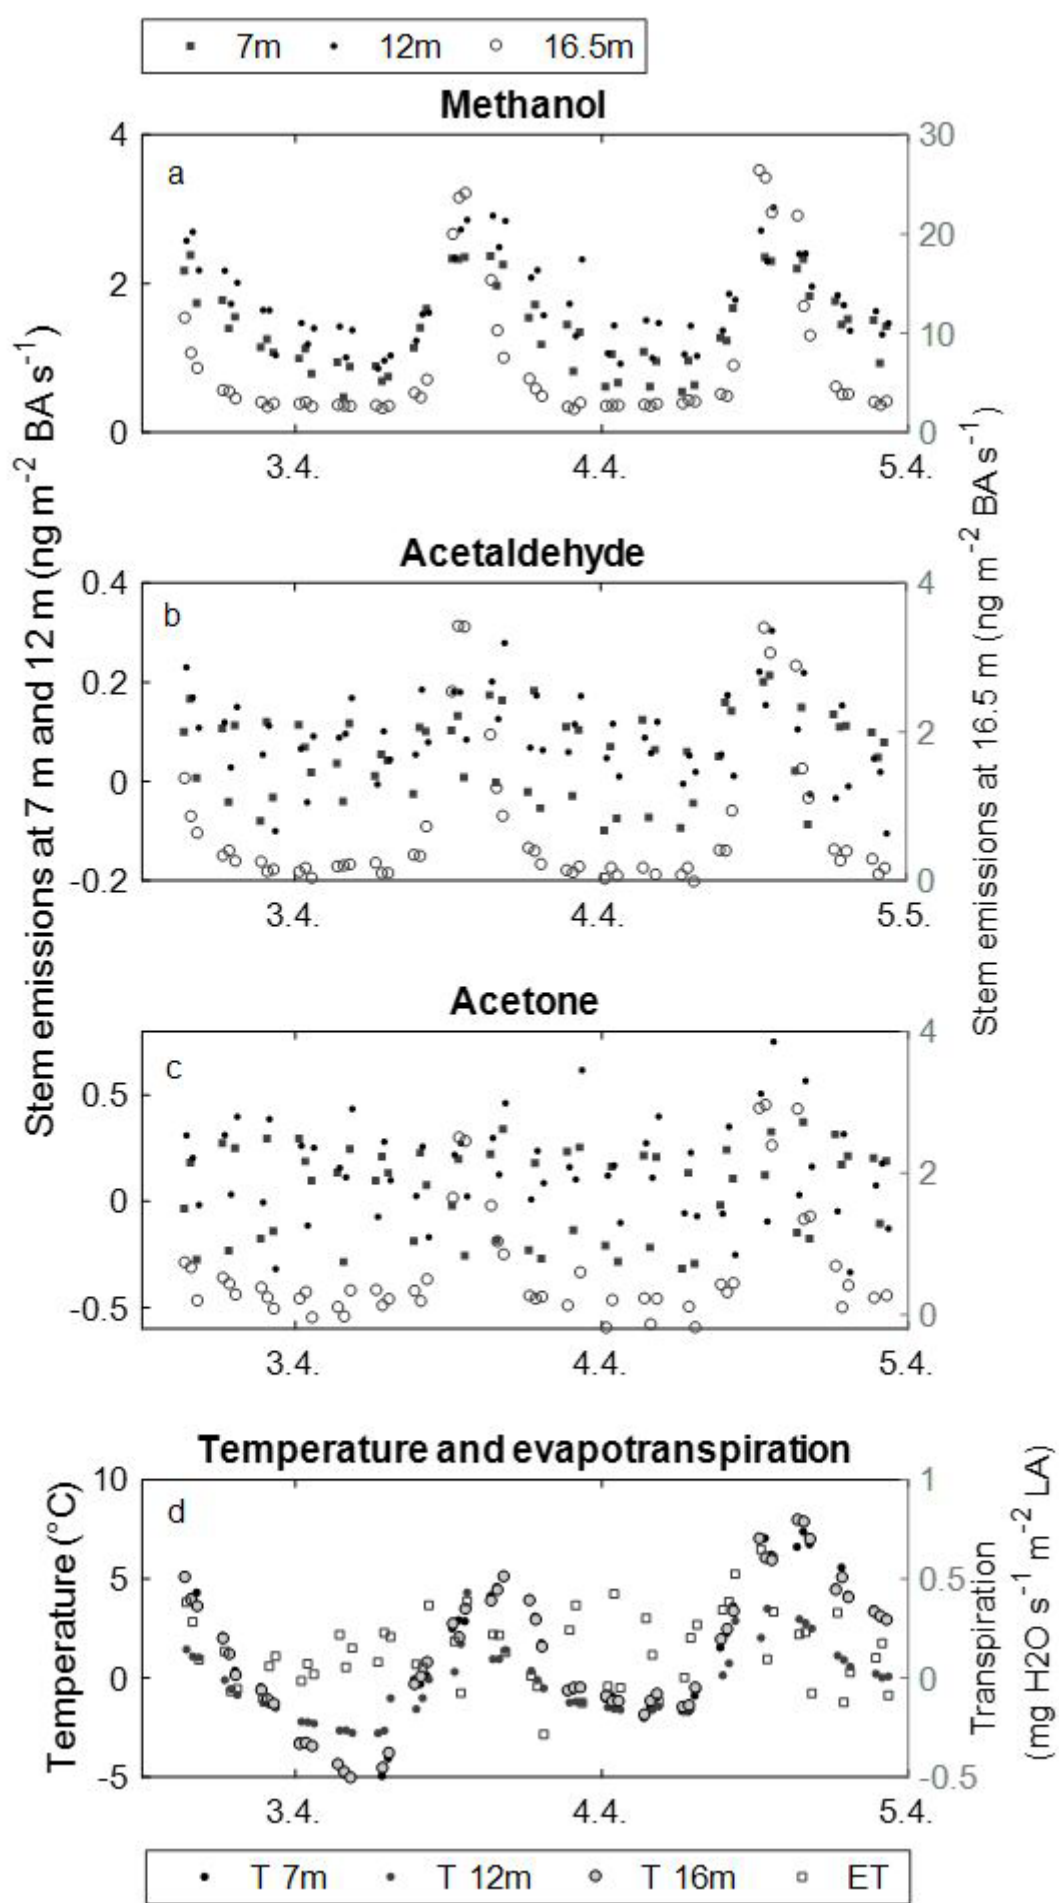 7m 12m 16.5m
Methanol
a
4
2
0
30
20
10
0
3.4. 4.4. 5.4.
Stem emissions at 7 m and 12 m (ng m⁻² BA s⁻¹)
Stem emissions at 16.5 m (ng m⁻² BA s⁻¹)
Acetaldehyde
b
0.4
0.2
0
-0.2
4
2
0
3.4. 4.4. 5.5.
Acetone
c
0.5
0
-0.5
4
2
0
3.4. 4.4. 5.4.
Temperature and evapotranspiration
d
Temperature (°C)
10
5
0
-5
1
0.5
0
-0.5
Transpiration
(mg H2O s⁻¹ m⁻² LA)
3.4. 4.4. 5.4.
T 7m T 12m T 16m ET